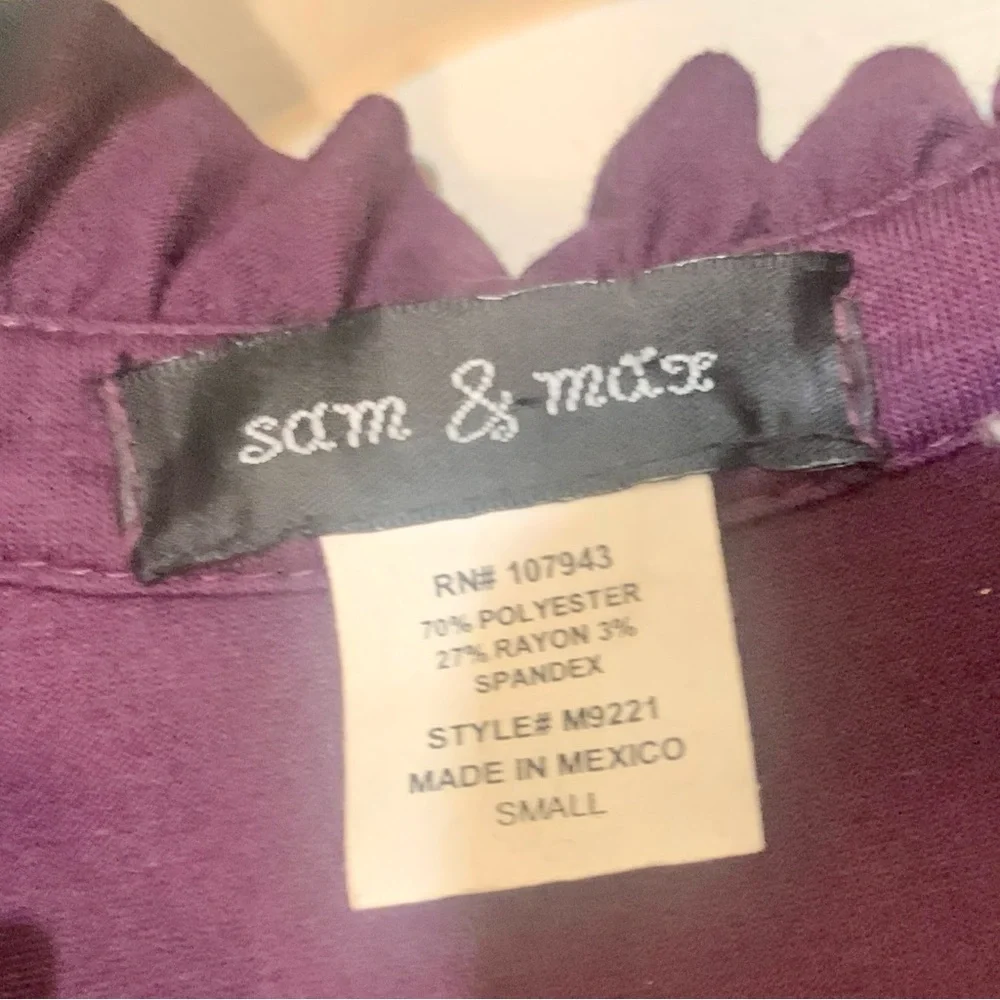 sam & max
RN# 107943
70% POLYESTER
27% RAYON 3%
SPANDEX
STYLE# M9221
MADE IN MEXICO
SMALL